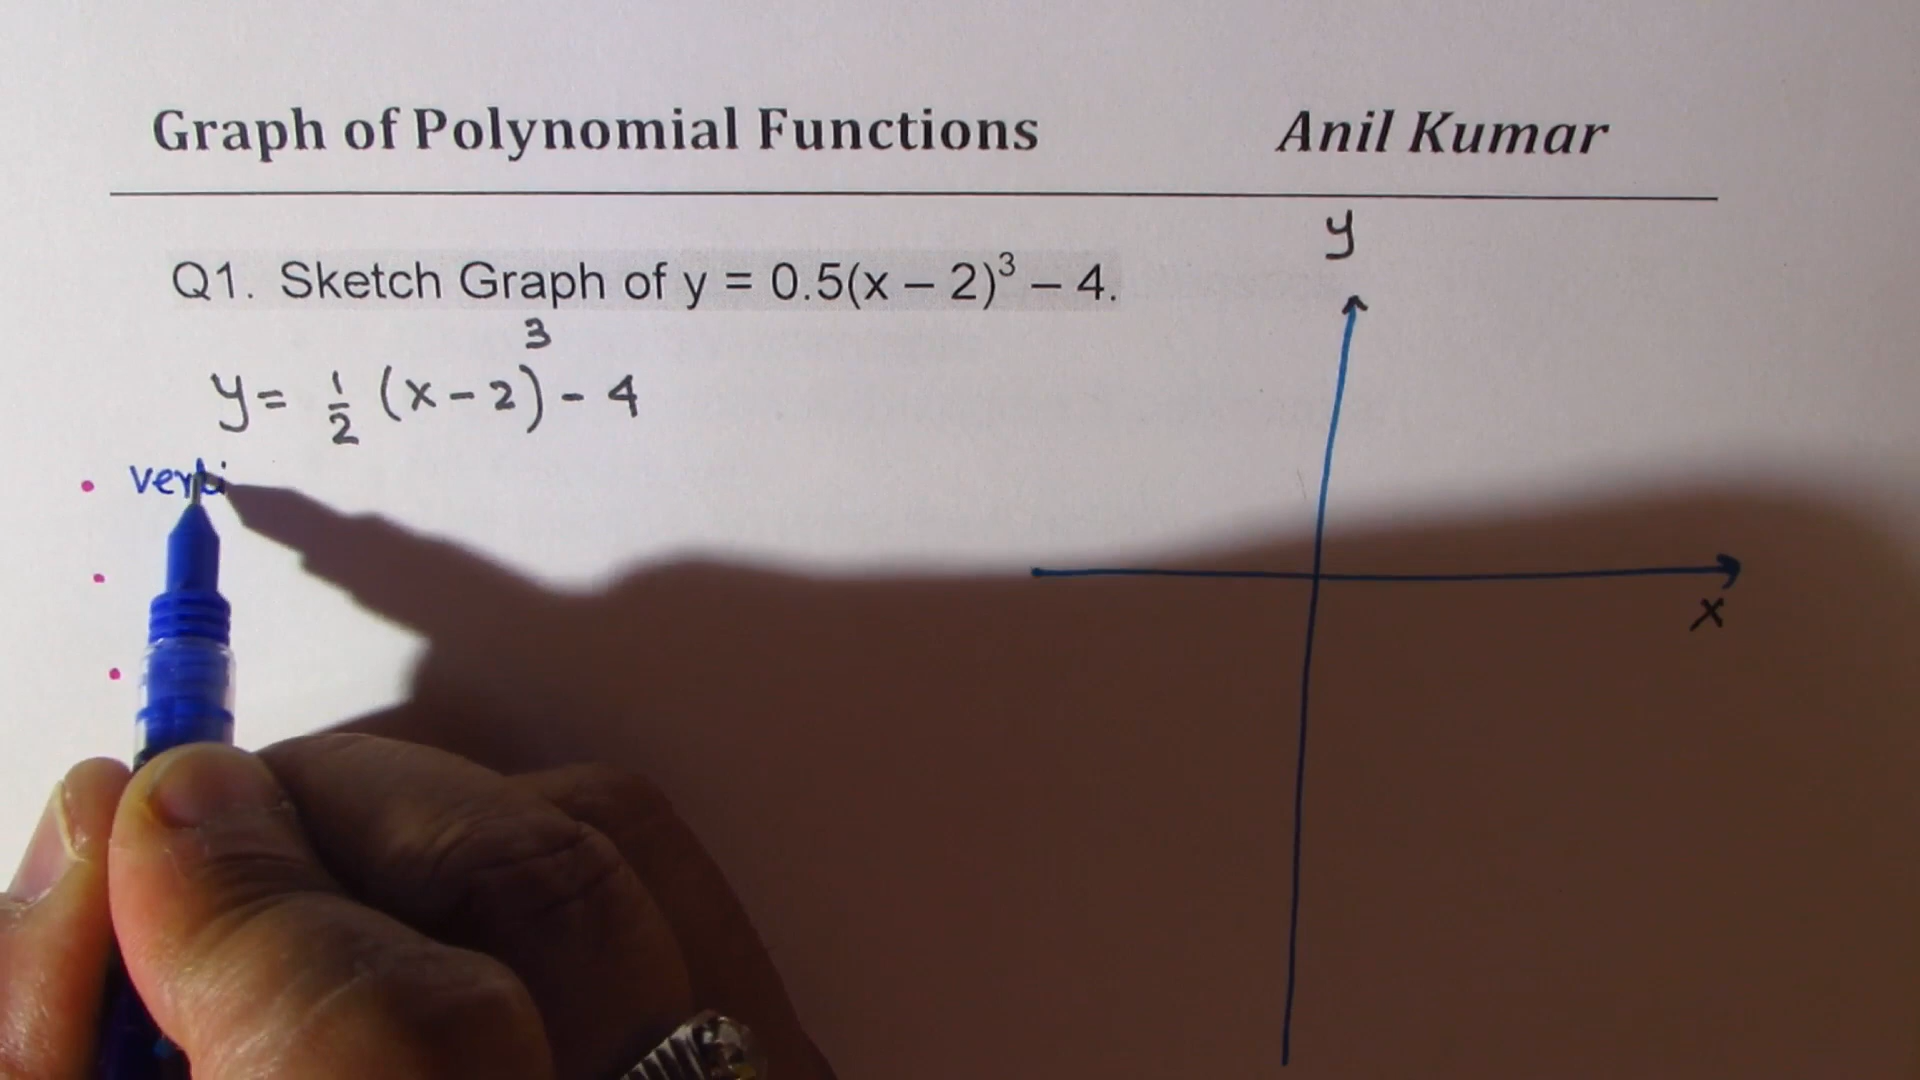 Graph of Polynomial Functions Anil Kumar
y
Q1. Sketch Graph of y = 0.5(x – 2)³ – 4.
y = 1/2 (x - 2)³ - 4
verti
x